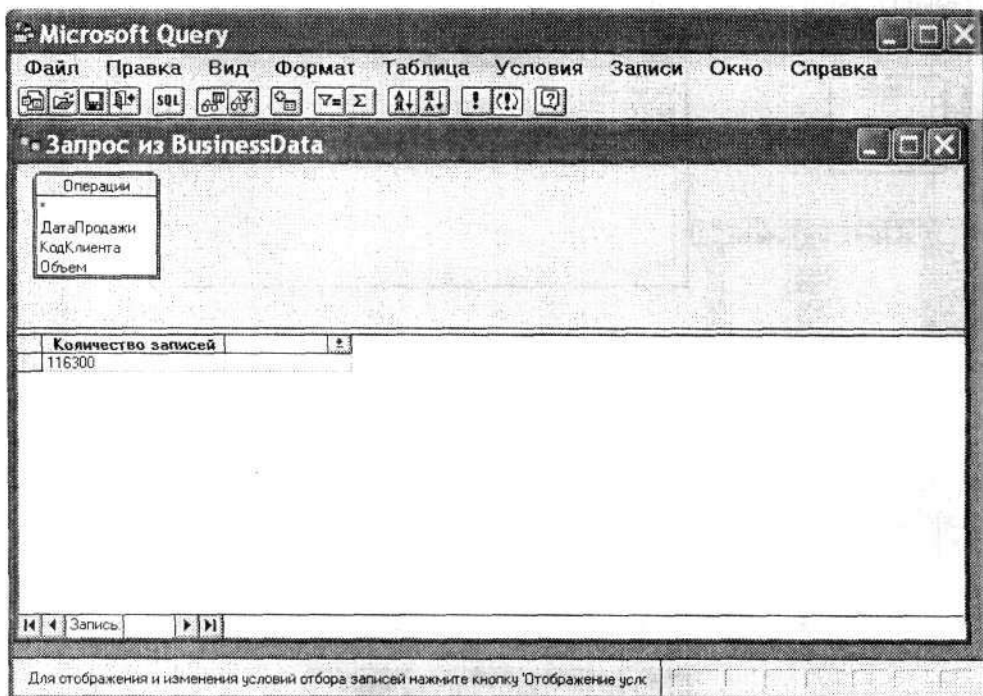 Microsoft Query
Файл Правка Вид Формат Таблица Условия Записи Окно Справка
SQL
Запрос из BusinessData
Операции
*
ДатаПродажи
КодКлиента
Объем
Количество записей
116300
Запись:
Для отображения и изменения условий отбора записей нажмите кнопку 'Отображение усло